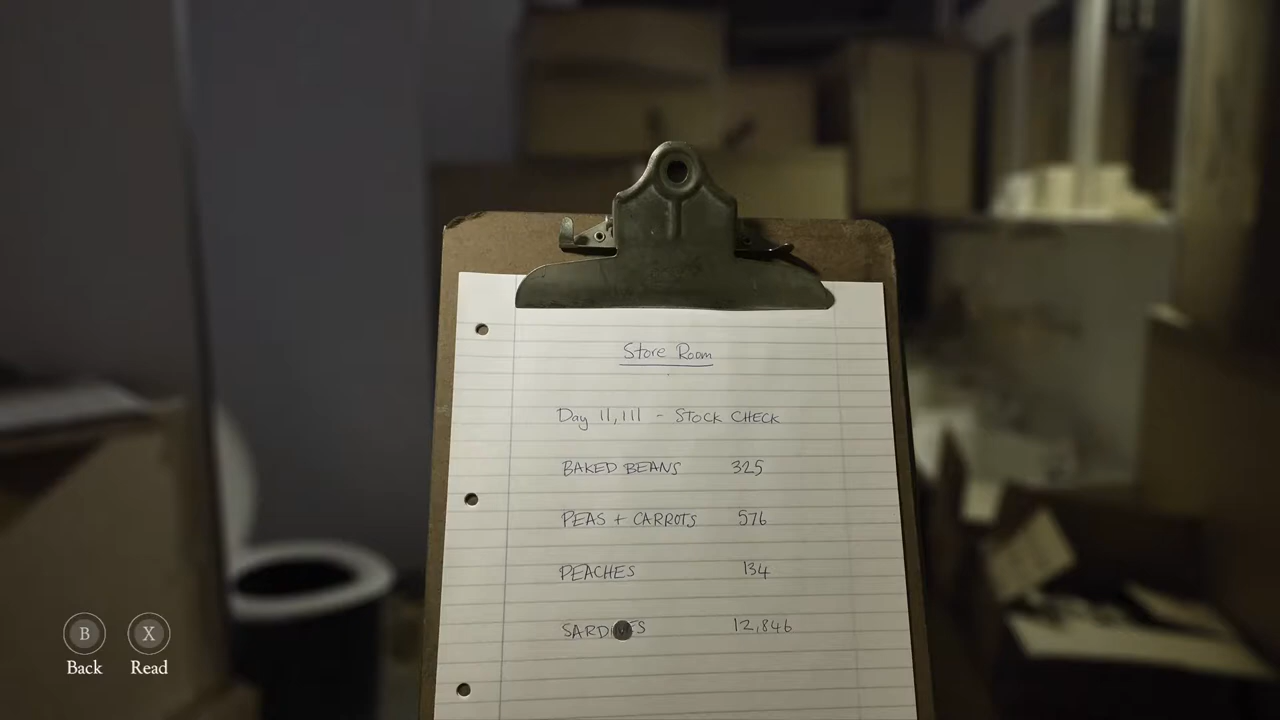 Store Room
Day 11,111 - STOCK CHECK
BAKED BEANS 325
PEAS + CARROTS 576
PEACHES 134
SARDINES 12,846
B X
Back Read